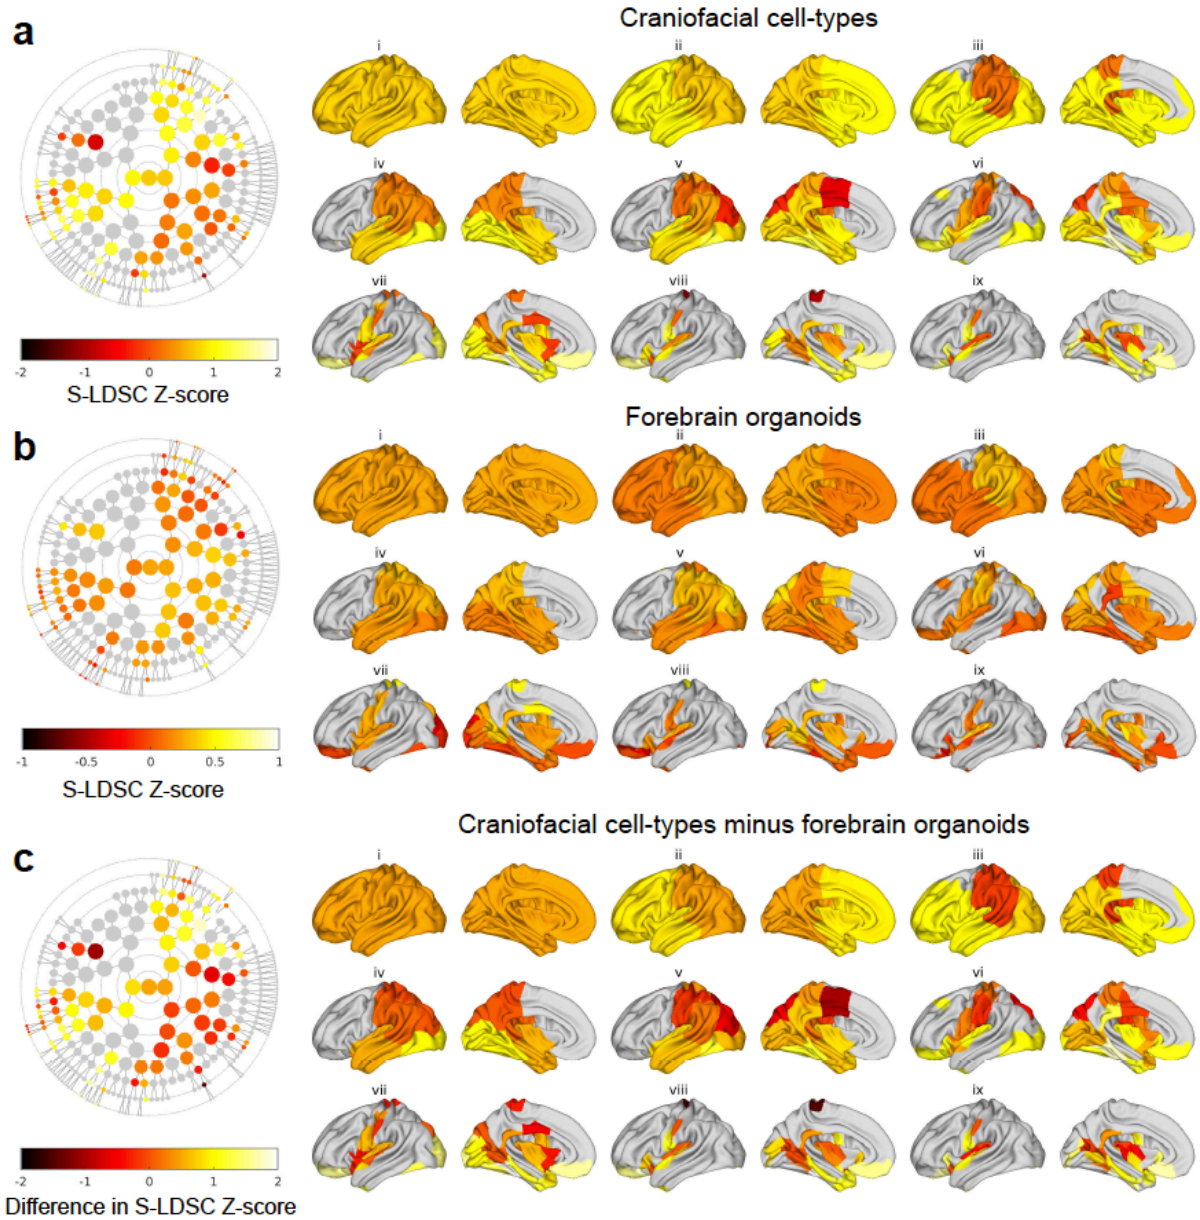 a
Craniofacial cell-types
i
ii
iii
iv
v
vi
vii
viii
ix
-2 -1 0 1 2
S-LDSC Z-score
b
Forebrain organoids
i
ii
iii
iv
v
vi
vii
viii
ix
-1 -0.5 0 0.5 1
S-LDSC Z-score
c
Craniofacial cell-types minus forebrain organoids
i
ii
iii
iv
v
vi
vii
viii
ix
-2 -1 0 1 2
Difference in S-LDSC Z-score